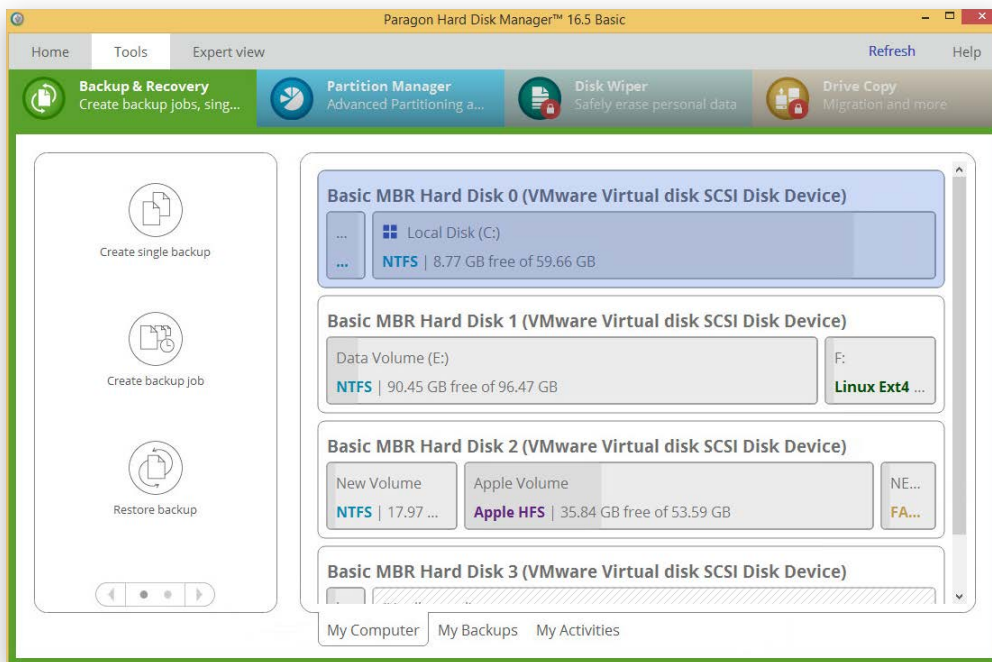 Paragon Hard Disk Manager™ 16.5 Basic
Home Tools Expert view Refresh Help
Backup & Recovery
Create backup jobs, sing...
Partition Manager
Advanced Partitioning a...
Disk Wiper
Safely erase personal data
Drive Copy
Migration and more
Create single backup
Create backup job
Restore backup
Basic MBR Hard Disk 0 (VMware Virtual disk SCSI Disk Device)
...
...
Local Disk (C:)
NTFS | 8.77 GB free of 59.66 GB
Basic MBR Hard Disk 1 (VMware Virtual disk SCSI Disk Device)
Data Volume (E:)
NTFS | 90.45 GB free of 96.47 GB
F:
Linux Ext4 ...
Basic MBR Hard Disk 2 (VMware Virtual disk SCSI Disk Device)
New Volume
NTFS | 17.97 ...
Apple Volume
Apple HFS | 35.84 GB free of 53.59 GB
NE...
FA...
Basic MBR Hard Disk 3 (VMware Virtual disk SCSI Disk Device)
My Computer My Backups My Activities